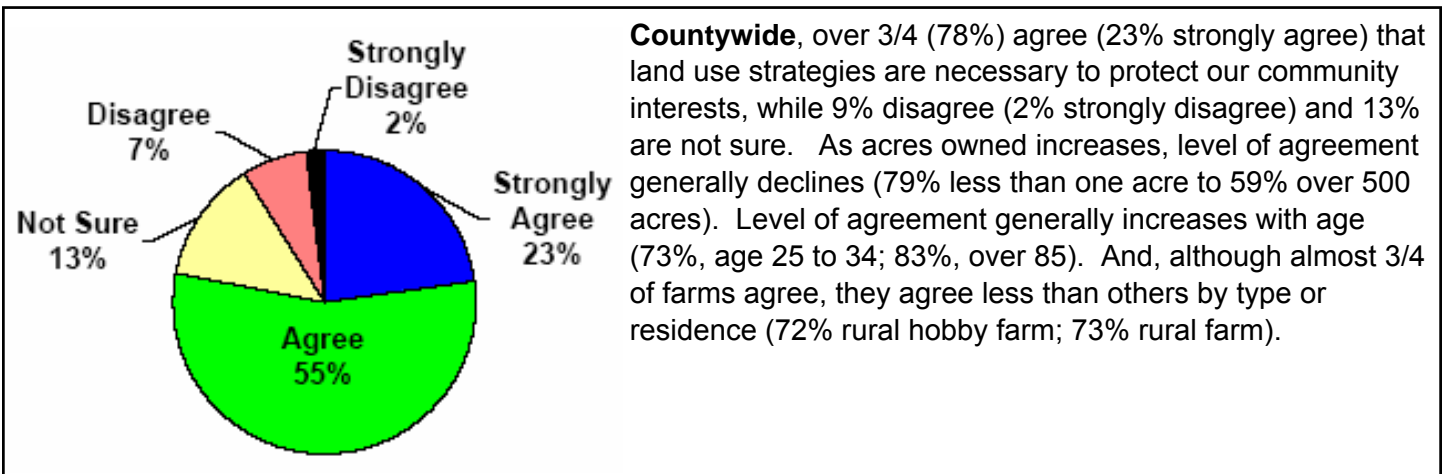 Strongly
Disagree
2%
Disagree
7%
Not Sure
13%
Strongly
Agree
23%
Agree
55%
Countywide, over 3/4 (78%) agree (23% strongly agree) that
land use strategies are necessary to protect our community
interests, while 9% disagree (2% strongly disagree) and 13%
are not sure. As acres owned increases, level of agreement
generally declines (79% less than one acre to 59% over 500
acres). Level of agreement generally increases with age
(73%, age 25 to 34; 83%, over 85). And, although almost 3/4
of farms agree, they agree less than others by type or
residence (72% rural hobby farm; 73% rural farm).